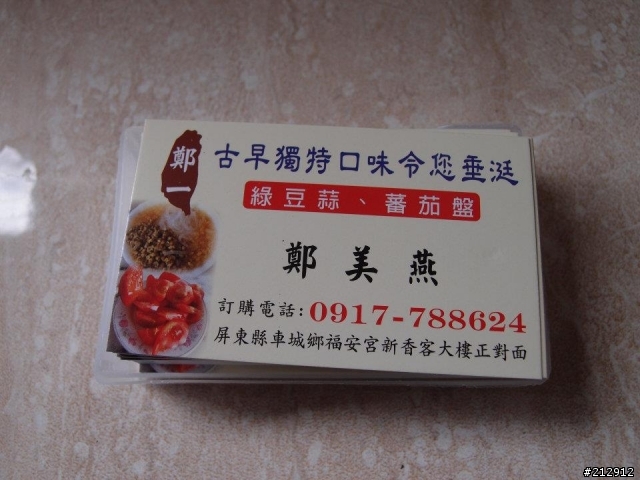 鄭一
古早獨特口味令您垂涎
綠豆蒜、蕃茄盤
鄭美燕
訂購電話:0917-788624
屏東縣車城鄉福安宮新香客大樓正對面
#212912